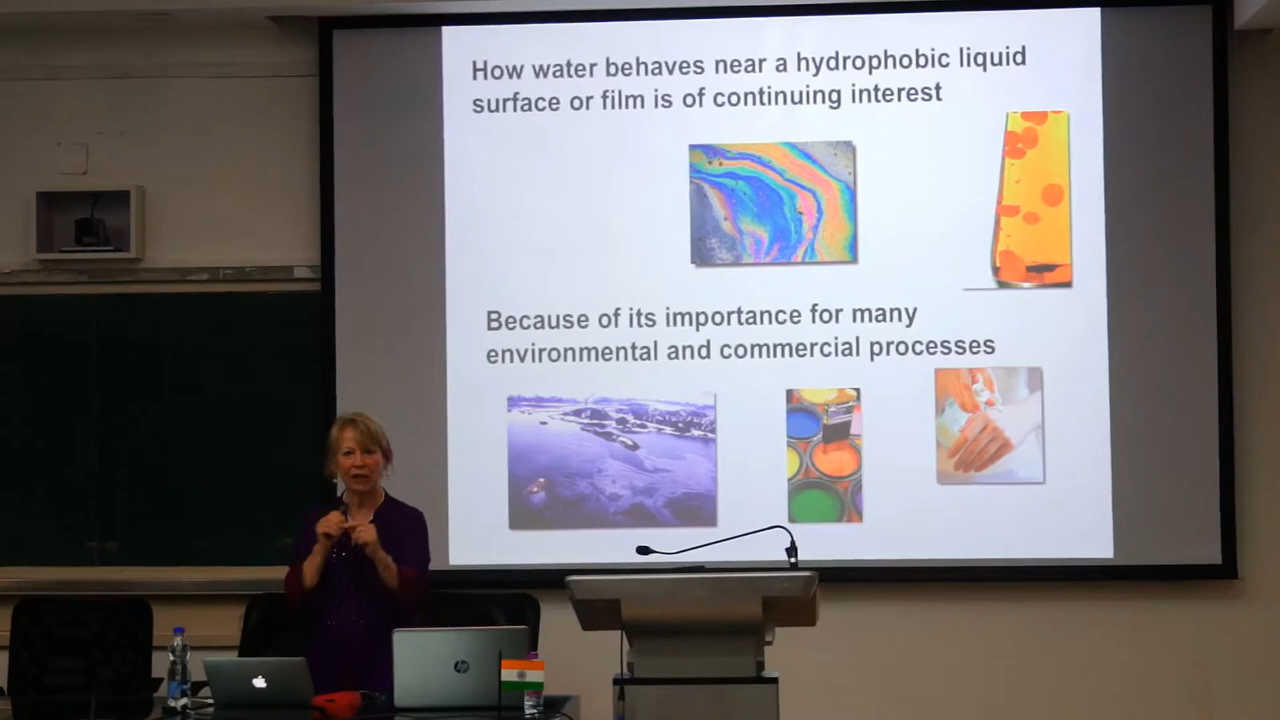 How water behaves near a hydrophobic liquid
surface or film is of continuing interest
Because of its importance for many
environmental and commercial processes
hp